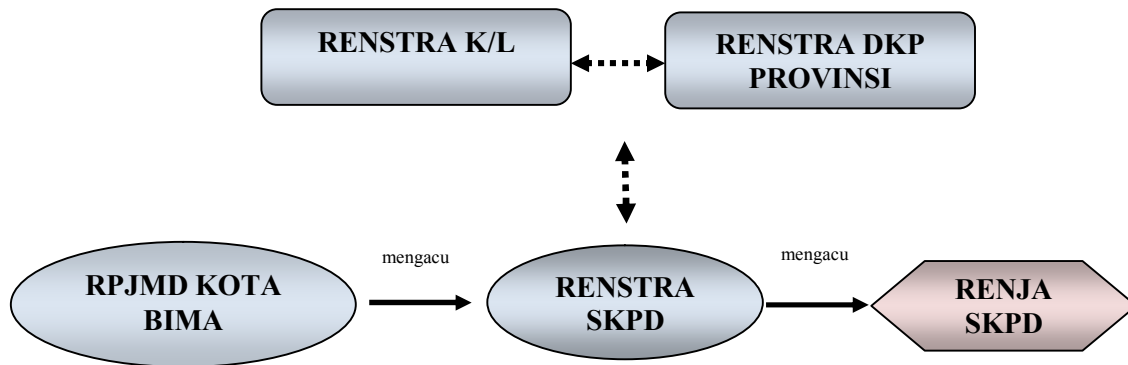 RENSTRA K/L
RENSTRA DKP
PROVINSI
RPJMD KOTA
BIMA
mengacu
RENSTRA
SKPD
mengacu
RENJA
SKPD